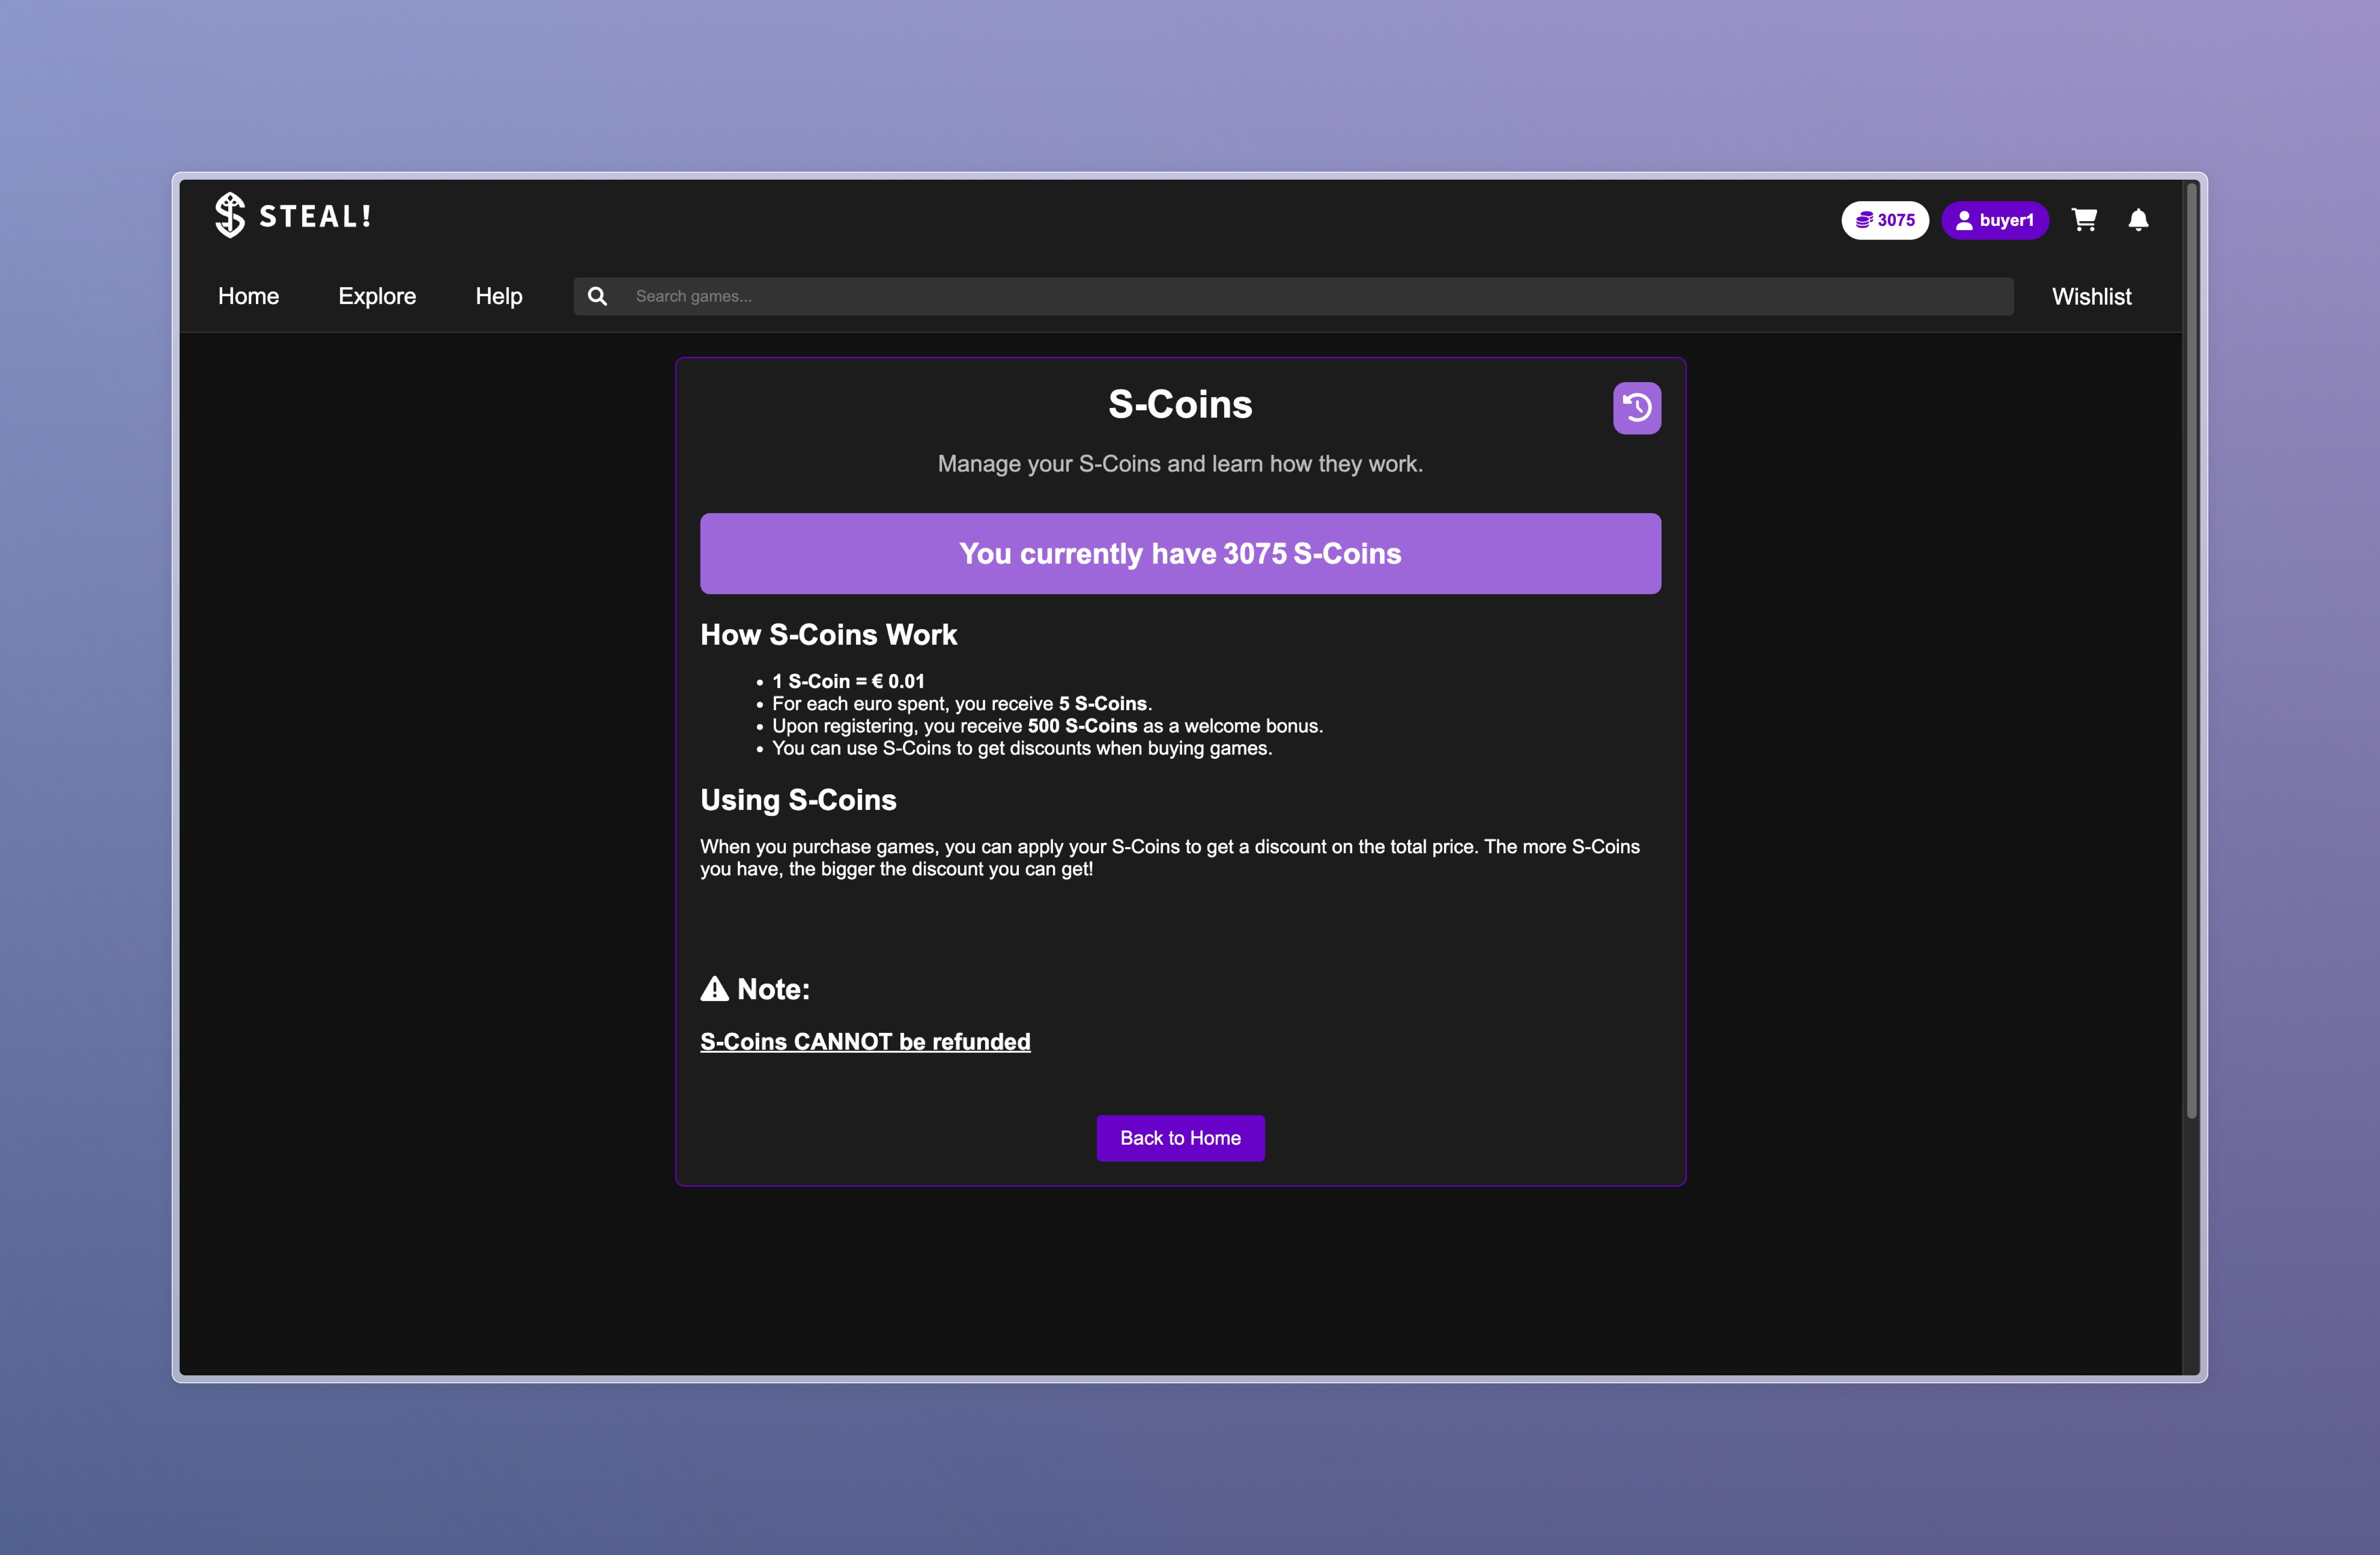 STEAL!
3075
buyer1
Home
Explore
Help
Search games...
Wishlist
S-Coins
Manage your S-Coins and learn how they work.
You currently have 3075 S-Coins
How S-Coins Work
• 1 S-Coin = € 0.01
• For each euro spent, you receive 5 S-Coins.
• Upon registering, you receive 500 S-Coins as a welcome bonus.
• You can use S-Coins to get discounts when buying games.
Using S-Coins
When you purchase games, you can apply your S-Coins to get a discount on the total price. The more S-Coins
you have, the bigger the discount you can get!
Note:
S-Coins CANNOT be refunded
Back to Home